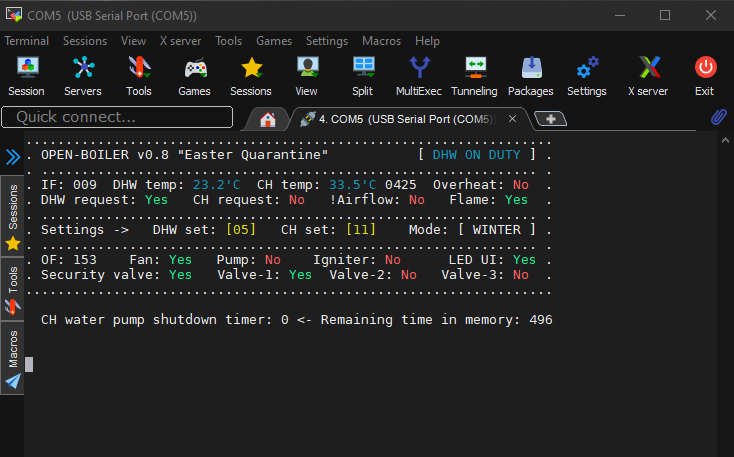 COM5 (USB Serial Port (COM5))
Terminal Sessions View X server Tools Games Settings Macros Help
Session Servers Tools Games Sessions View Split MultiExec Tunneling Packages Settings X server Exit
Quick connect...
4. COM5 (USB Serial Port (COM5)
Sessions
Tools
Macros
..................................................................
. OPEN-BOILER v0.8 "Easter Quarantine" [ DHW ON DUTY ] .
. ................................................................ .
. IF: 009 DHW temp: 23.2'C CH temp: 33.5'C 0425 Overheat: No .
. DHW request: Yes CH request: No !Airflow: No Flame: Yes .
. ................................................................ .
. Settings -> DHW set: [05] CH set: [11] Mode: [ WINTER ] .
. ................................................................ .
. OF: 153 Fan: Yes Pump: No Igniter: No LED UI: Yes .
. Security valve: Yes Valve-1: Yes Valve-2: No Valve-3: No .
..................................................................
CH water pump shutdown timer: 0 <- Remaining time in memory: 496